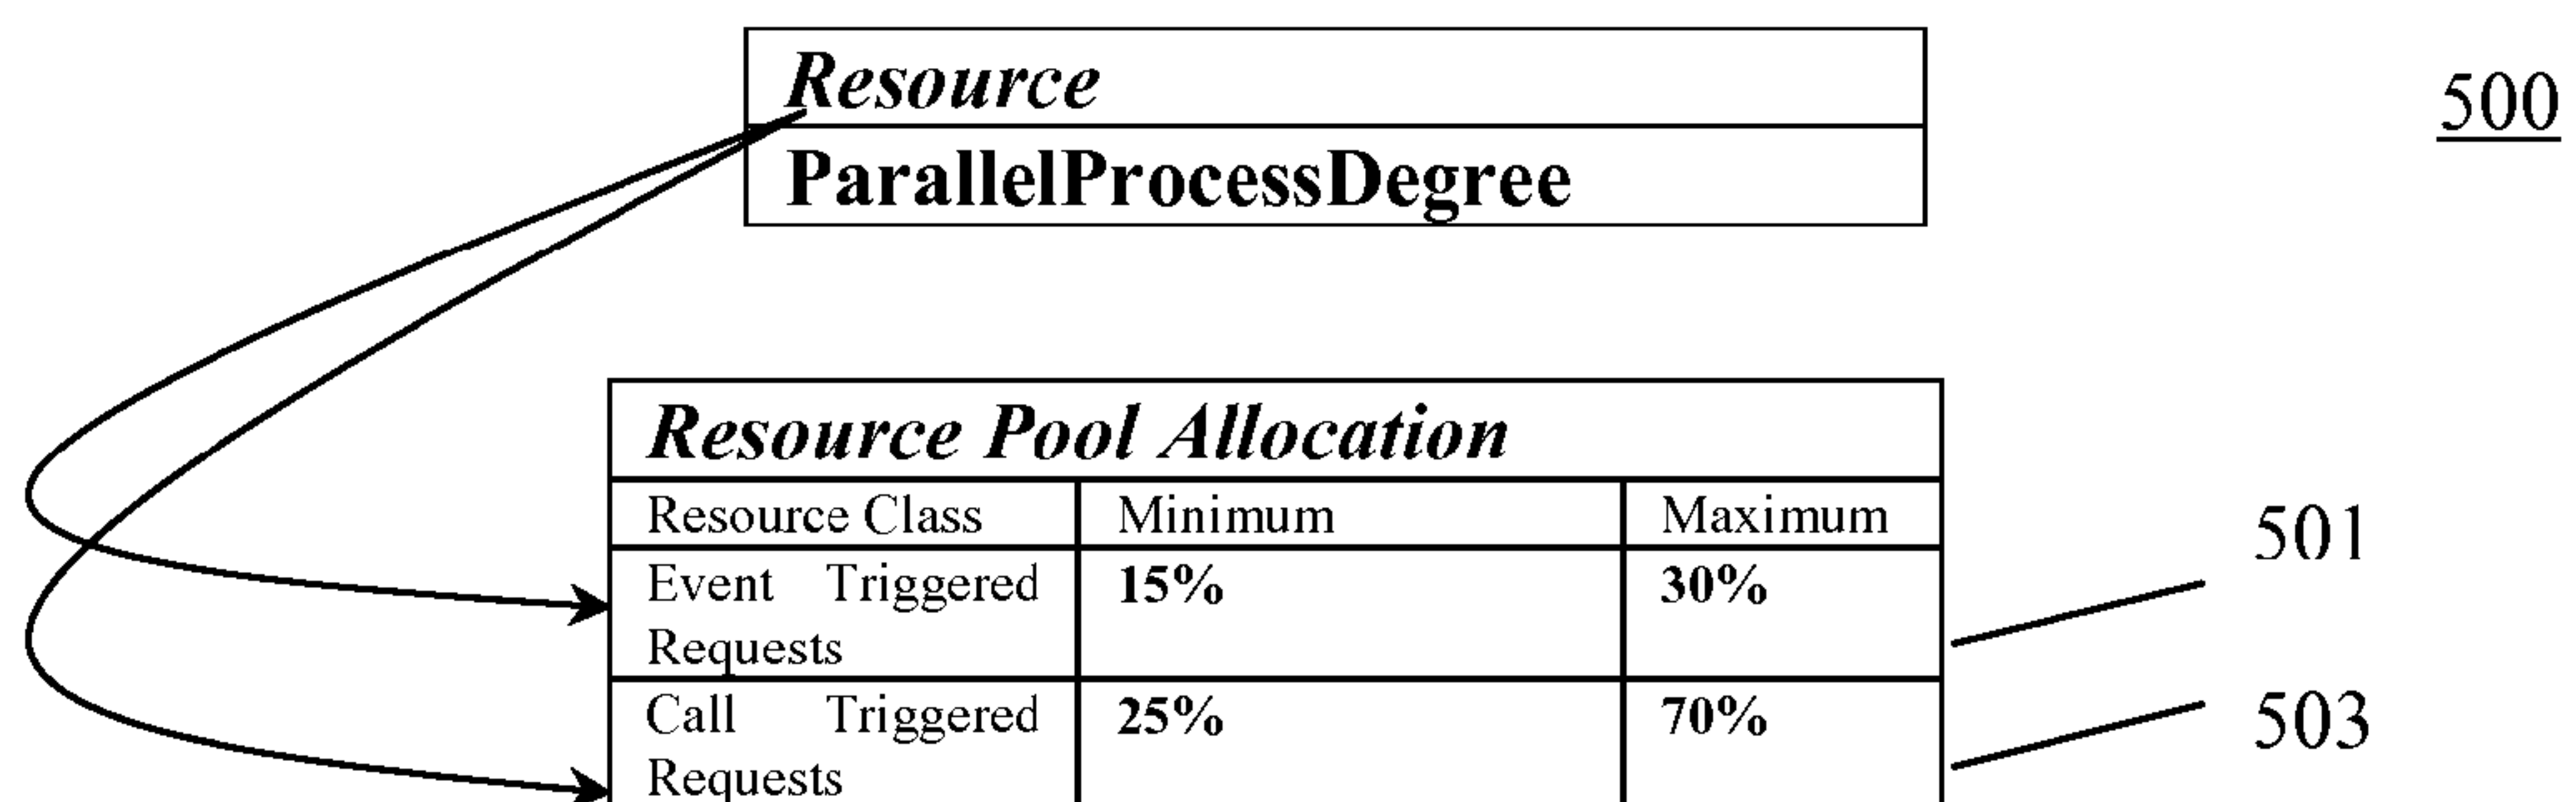 Resource
500
ParallelProcessDegree
Resource Pool Allocation
Resource Class Minimum Maximum
501
Event Triggered 15% 30%
Requests
Call Triggered 25% 70%
503
Requests